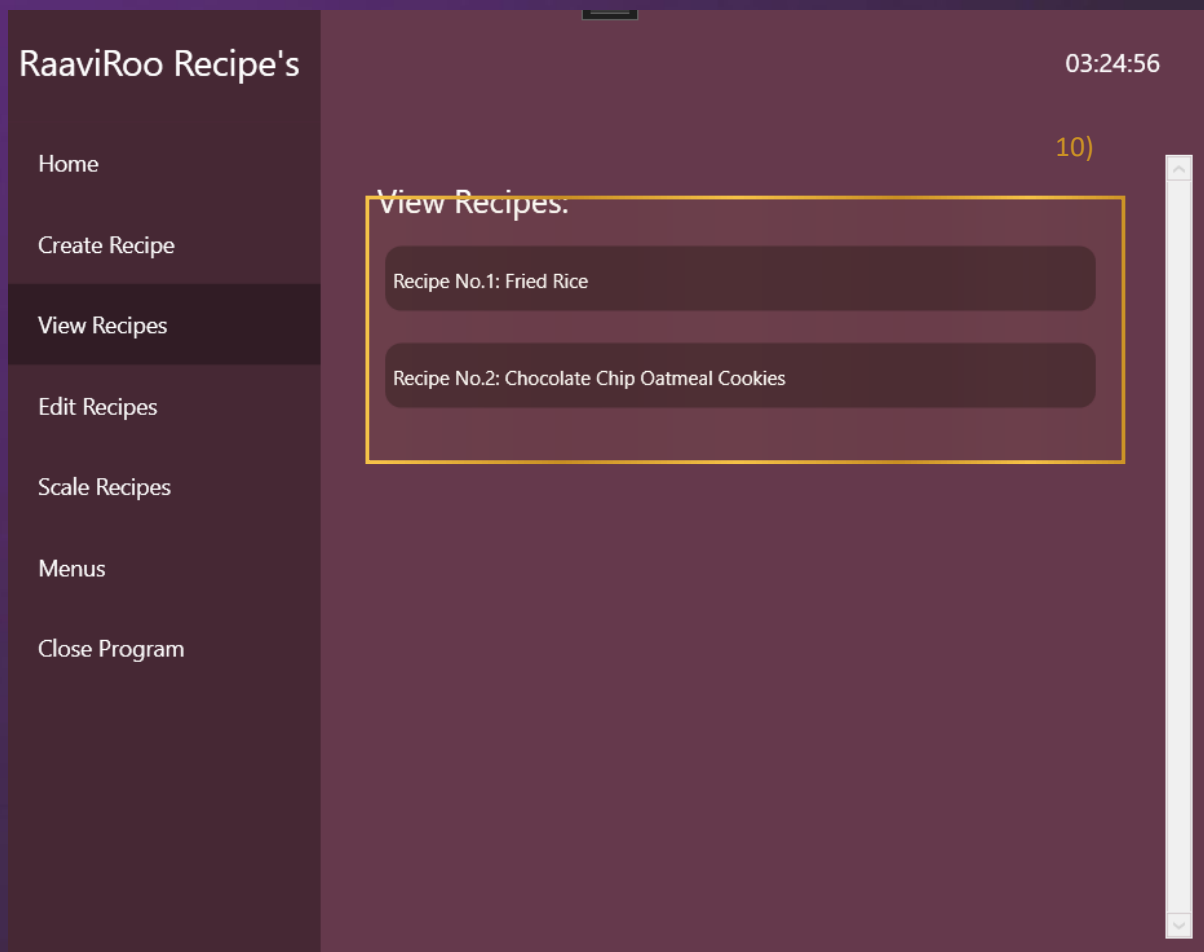 RaaviRoo Recipe's
03:24:56
Home
Create Recipe
View Recipes
Edit Recipes
Scale Recipes
Menus
Close Program
10)
View Recipes:
Recipe No.1: Fried Rice
Recipe No.2: Chocolate Chip Oatmeal Cookies